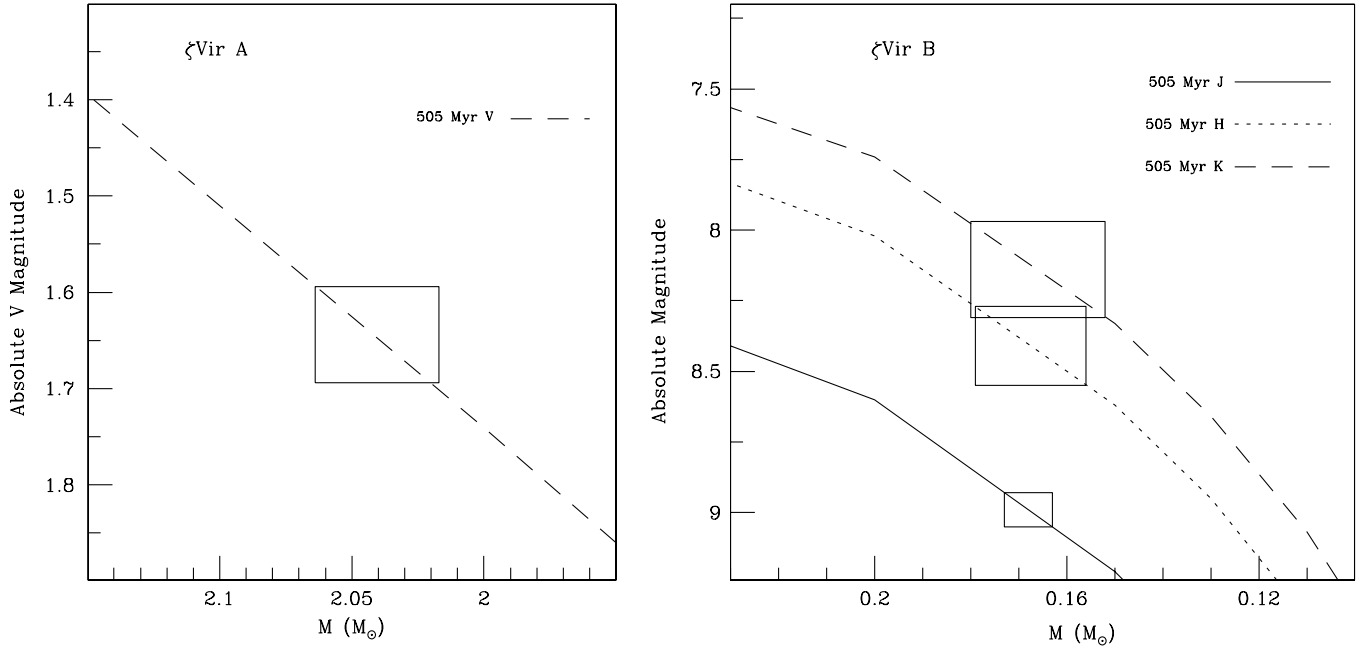 ζVir A
505 Myr V
1.4
1.5
1.6
1.7
1.8
Absolute V Magnitude
2.1
2.05
2
M (M☉)
ζVir B
505 Myr J
505 Myr H
505 Myr K
7.5
8
8.5
9
Absolute Magnitude
0.2
0.16
0.12
M (M☉)